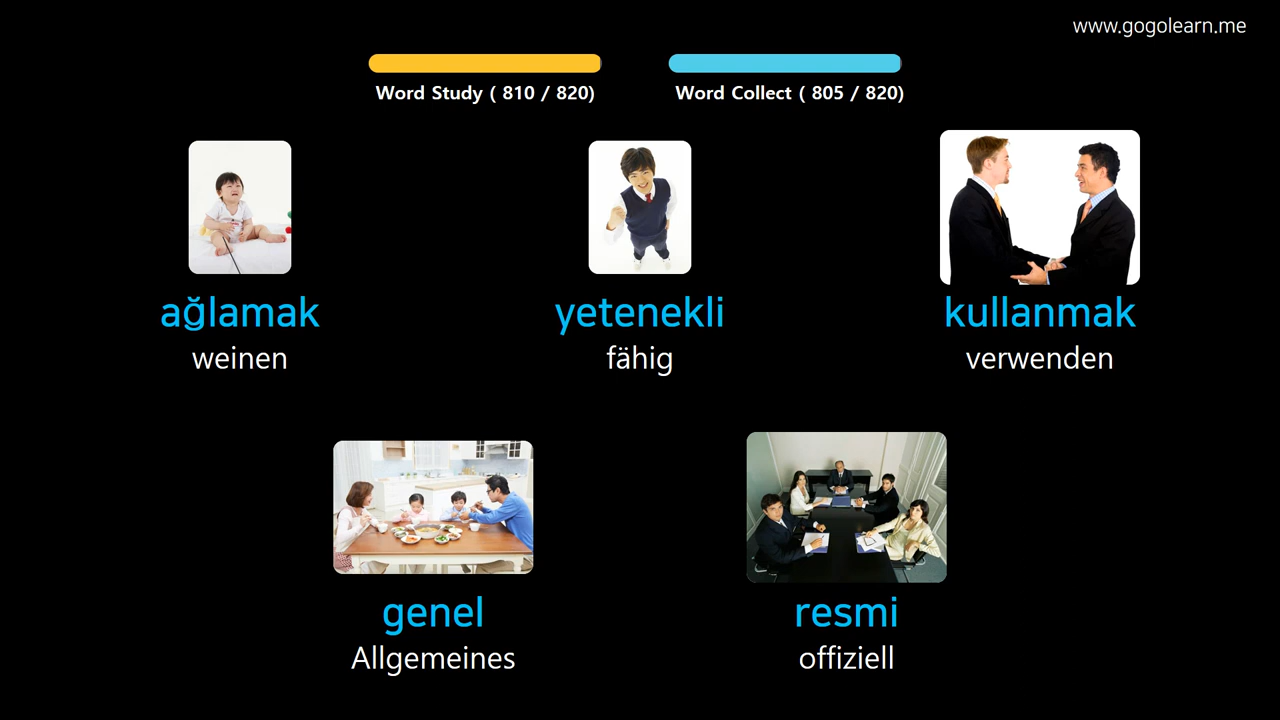 www.gogolearn.me
Word Study ( 810 / 820)
Word Collect ( 805 / 820)
ağlamak
weinen
yetenekli
fähig
kullanmak
verwenden
genel
Allgemeines
resmi
offiziell